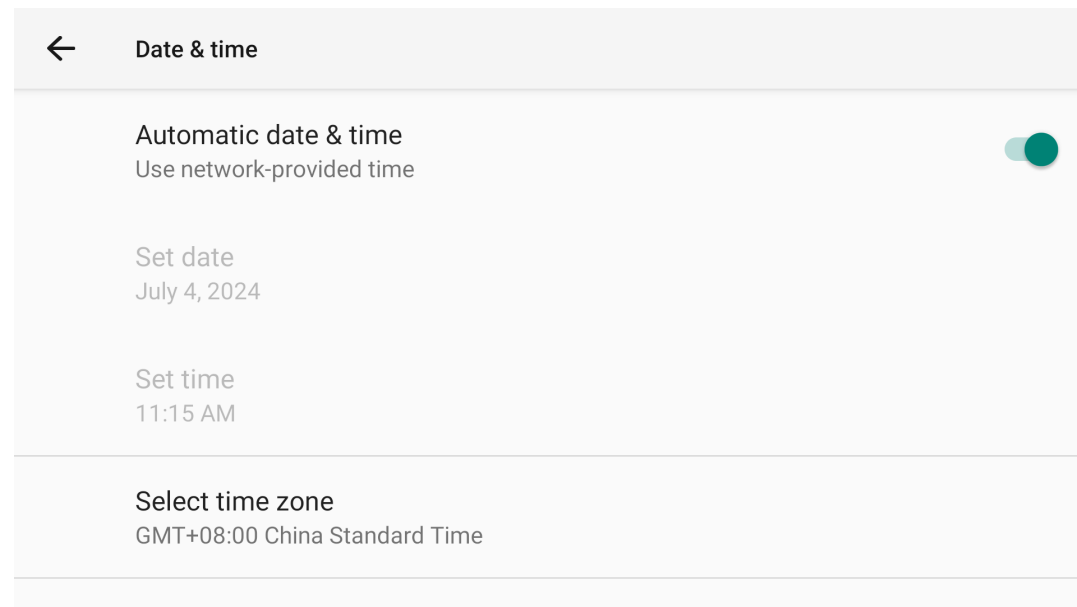 Date & time
Automatic date & time
Use network-provided time
Set date
July 4, 2024
Set time
11:15 AM
Select time zone
GMT+08:00 China Standard Time